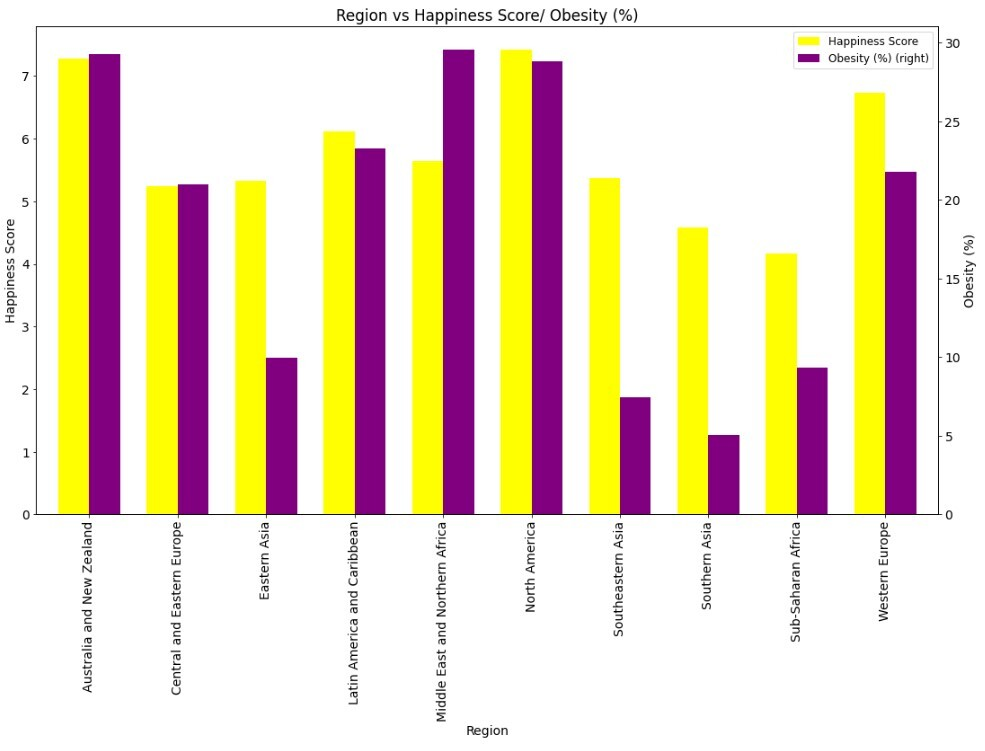 Region vs Happiness Score/ Obesity (%)
Happiness Score
Obesity (%) (right)
7
6
5
4
3
2
1
0
Happiness Score
30
25
20
15
10
5
0
Obesity (%)
Australia and New Zealand
Central and Eastern Europe
Eastern Asia
Latin America and Caribbean
Middle East and Northern Africa
North America
Southeastern Asia
Southern Asia
Sub-Saharan Africa
Western Europe
Region